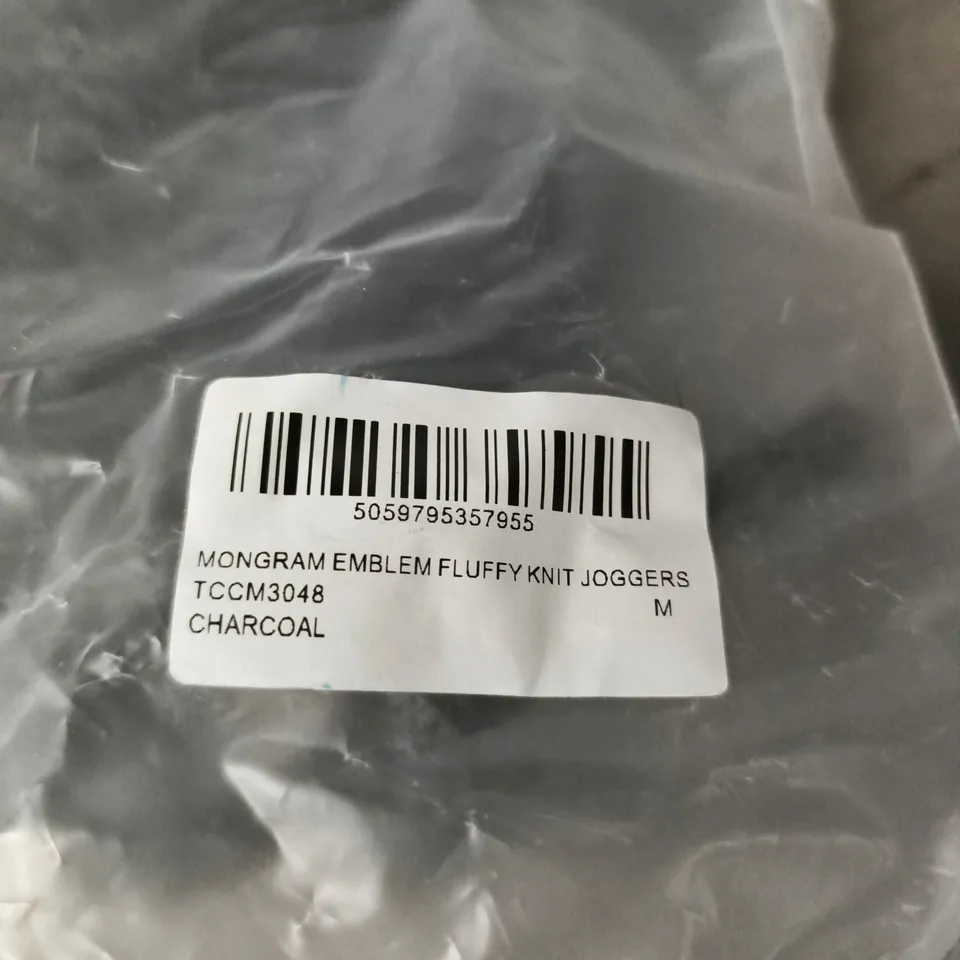 5059795357955
MONGRAM EMBLEM FLUFFY KNIT JOGGERS
TCCM3048 M
CHARCOAL